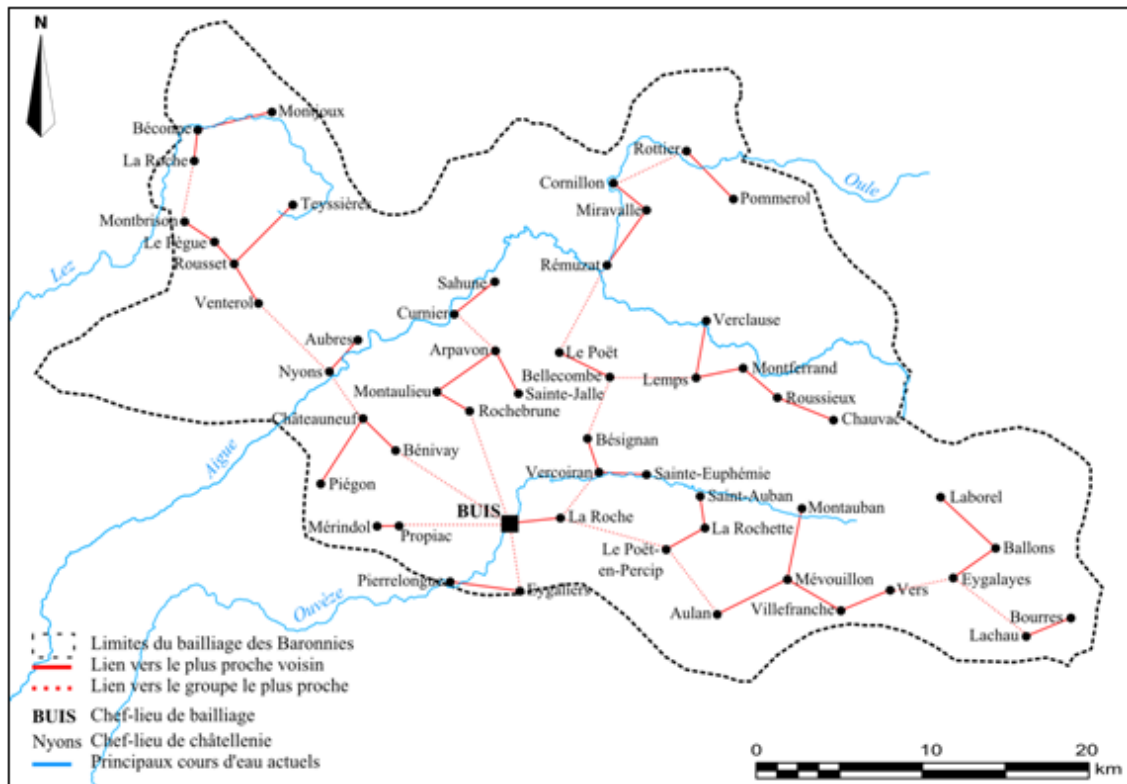 N
Montjoux
Béconne
La Roche
Rottier
Cornillon
Oule
Pommerol
Miravalle
Teyssières
Montbrison
Le Pègue
Rousset
Lez
Rémuzat
Sahune
Venterol
Curnier
Verclause
Aubres
Arpavon
Le Poët
Nyons
Bellecombe
Lemps
Montferrand
Montaulieu
Sainte-Jalle
Roussieux
Rochebrune
Châteauneuf
Chauvac
Bésignan
Bénivay
Aigue
Vercoiran
Sainte-Euphémie
Piégon
Saint-Auban
Laborel
Montauban
BUIS
La Roche
Mérindol
Propiac
La Rochette
Le Poët-
en-Percip
Ballons
Pierrelongue
Eygaliers
Mévouillon
Vers
Eygalayes
Ouvèze
Aulan
Villefranche
Bourres
Lachau
Limites du bailliage des Baronnies
Lien vers le plus proche voisin
Lien vers le groupe le plus proche
BUIS Chef-lieu de bailliage
Nyons Chef-lieu de châtellenie
Principaux cours d'eau actuels
0 10 20
km